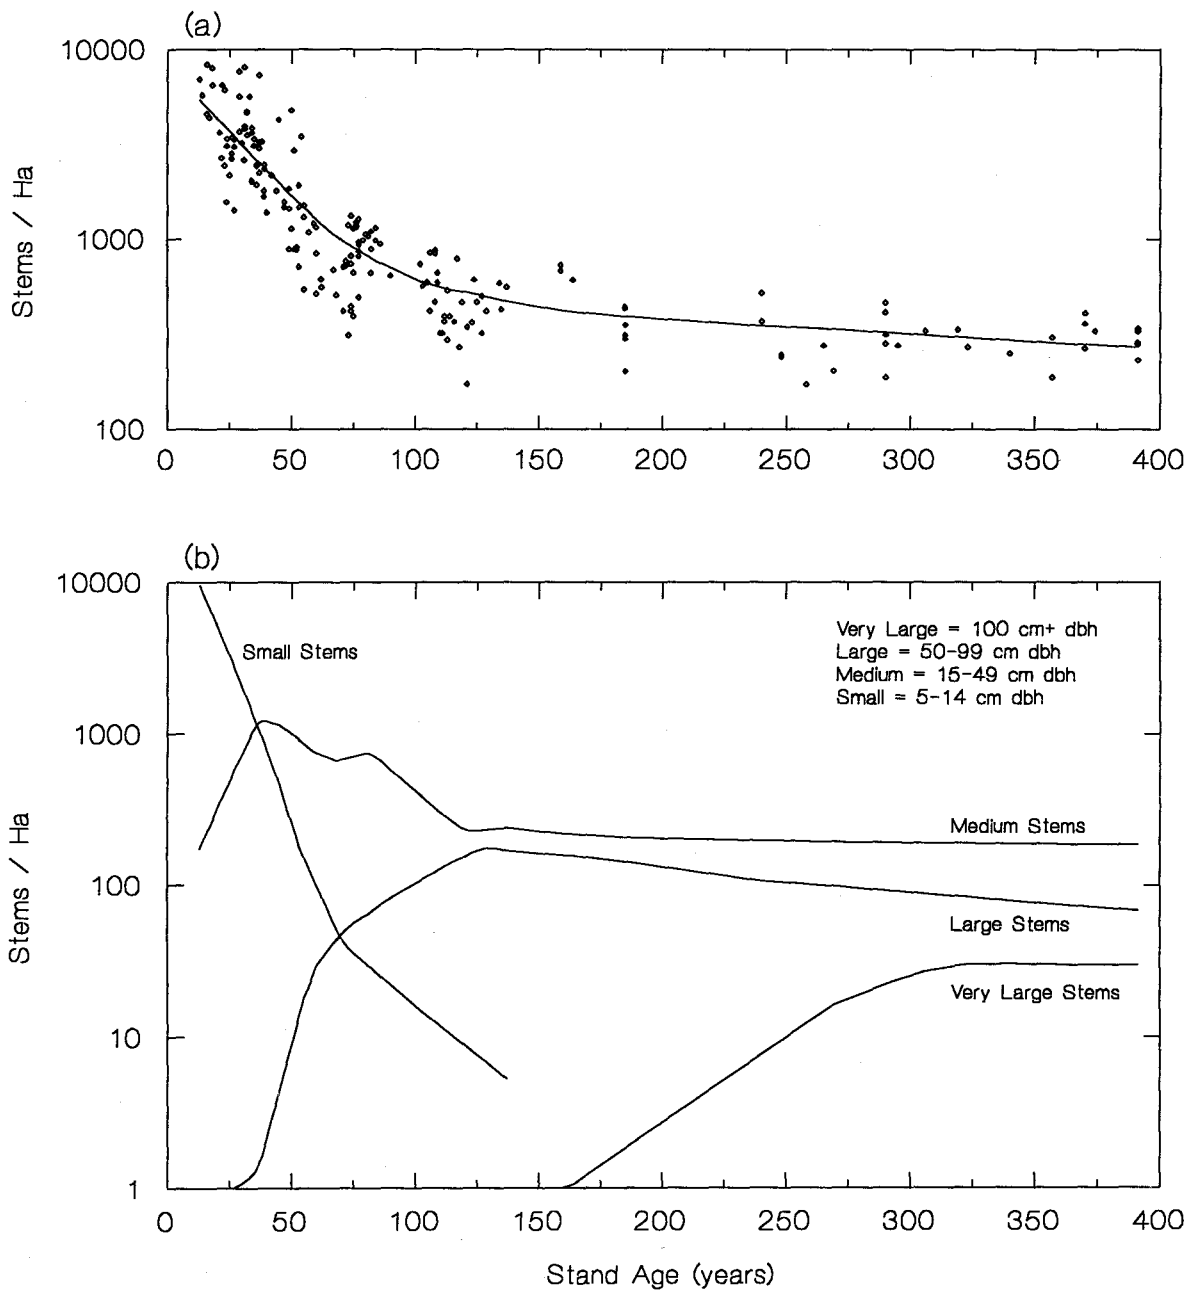 (a)
10000
1000
100
Stems / Ha
0 50 100 150 200 250 300 350 400
(b)
10000
1000
100
10
1
Stems / Ha
Small Stems
Very Large = 100 cm+ dbh
Large = 50-99 cm dbh
Medium = 15-49 cm dbh
Small = 5-14 cm dbh
Medium Stems
Large Stems
Very Large Stems
0 50 100 150 200 250 300 350 400
Stand Age (years)